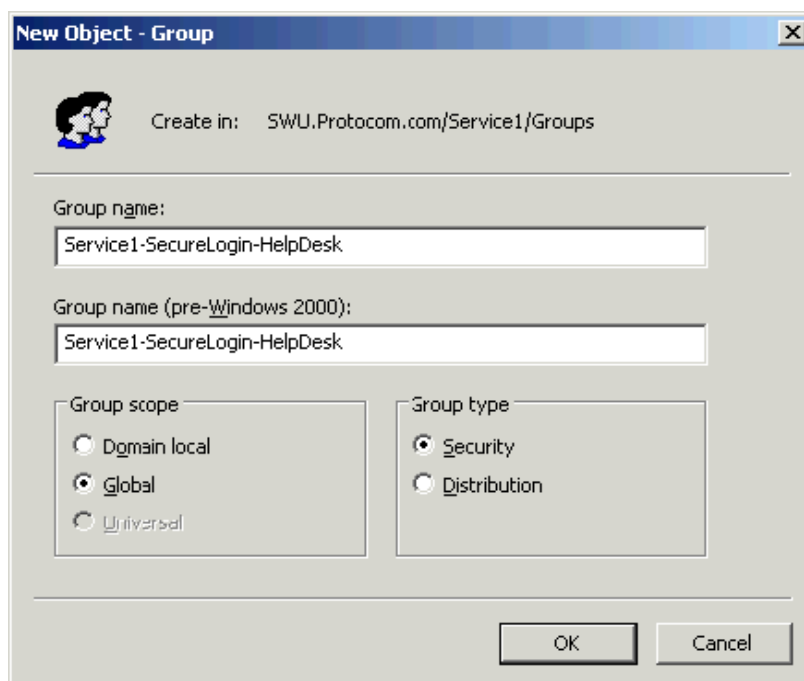 New Object - Group
Create in: SWU.Protocom.com/Service1/Groups
Group name:
Service1-SecureLogin-HelpDesk
Group name (pre-Windows 2000):
Service1-SecureLogin-HelpDesk
Group scope
Domain local
Global
Universal
Group type
Security
Distribution
OK Cancel